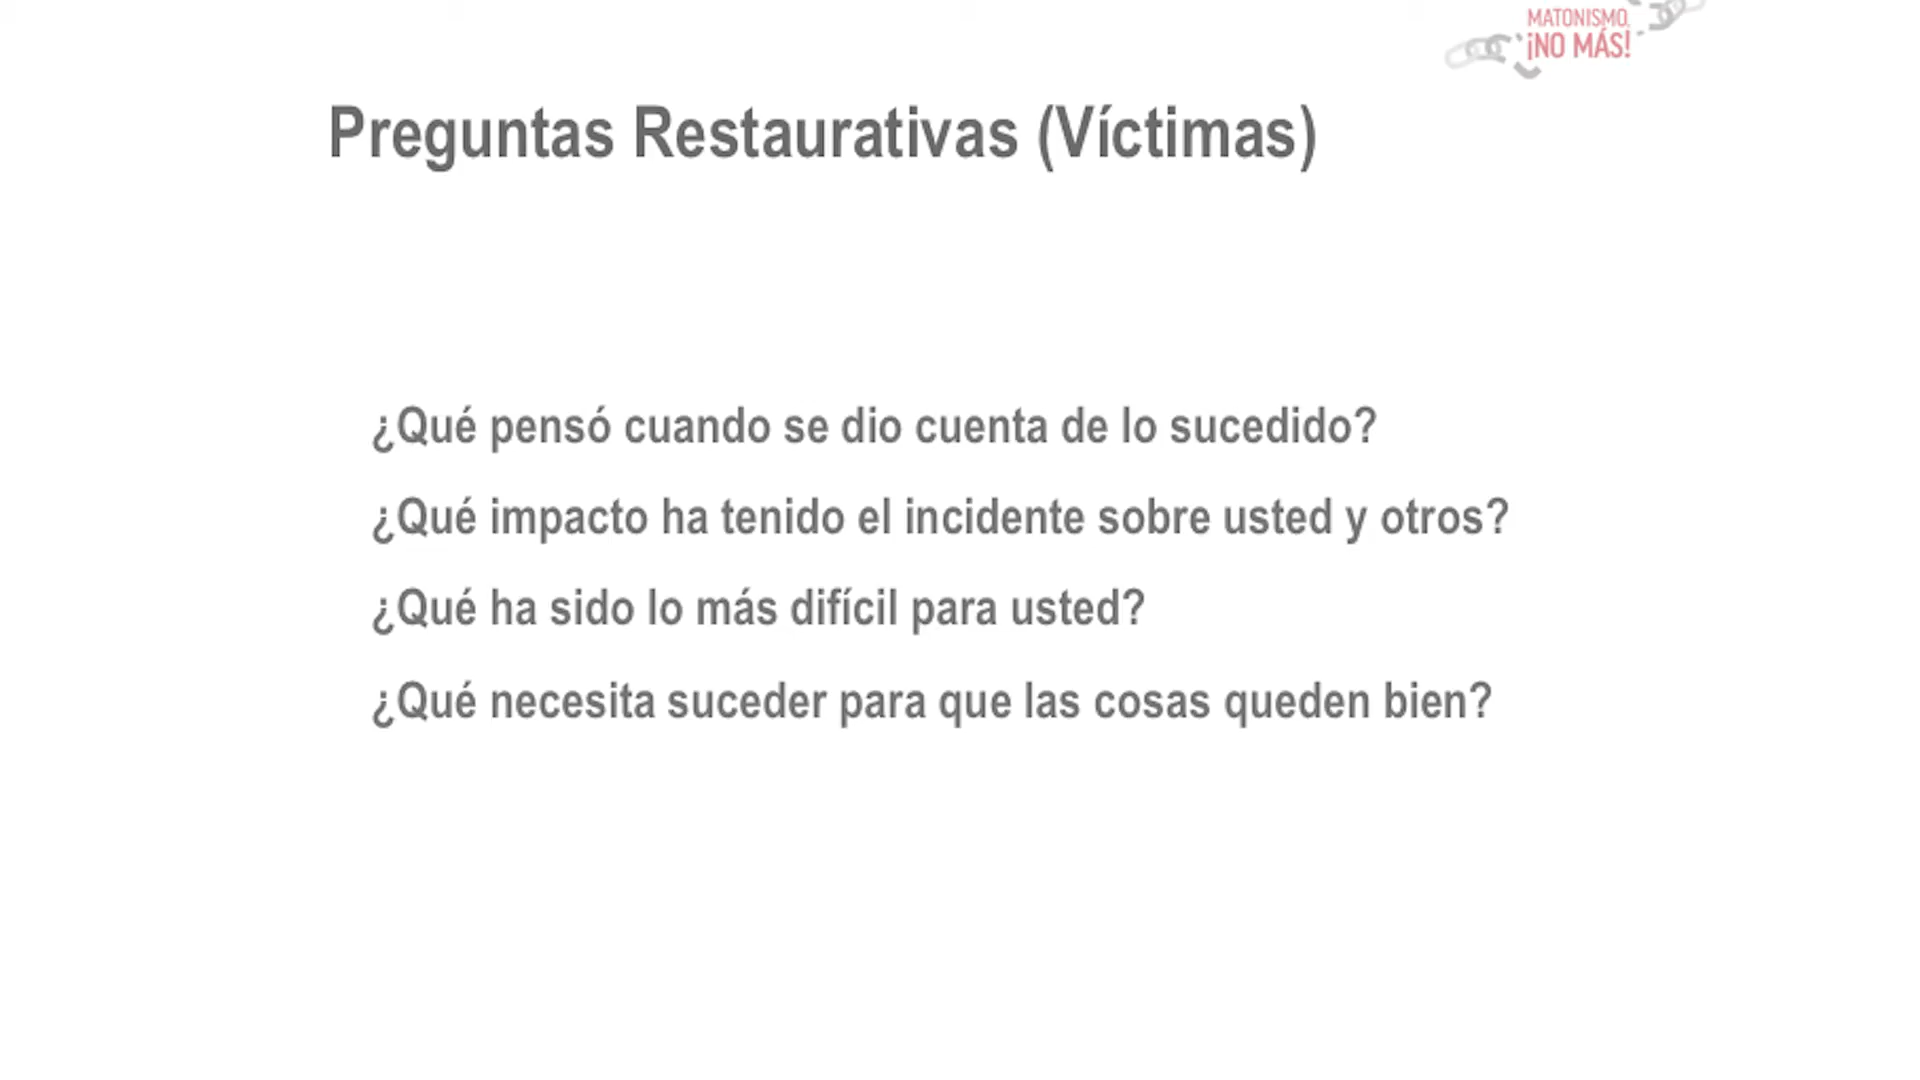 MATONISMO,
¡NO MÁS!
Preguntas Restaurativas (Víctimas)
¿Qué pensó cuando se dio cuenta de lo sucedido?
¿Qué impacto ha tenido el incidente sobre usted y otros?
¿Qué ha sido lo más difícil para usted?
¿Qué necesita suceder para que las cosas queden bien?